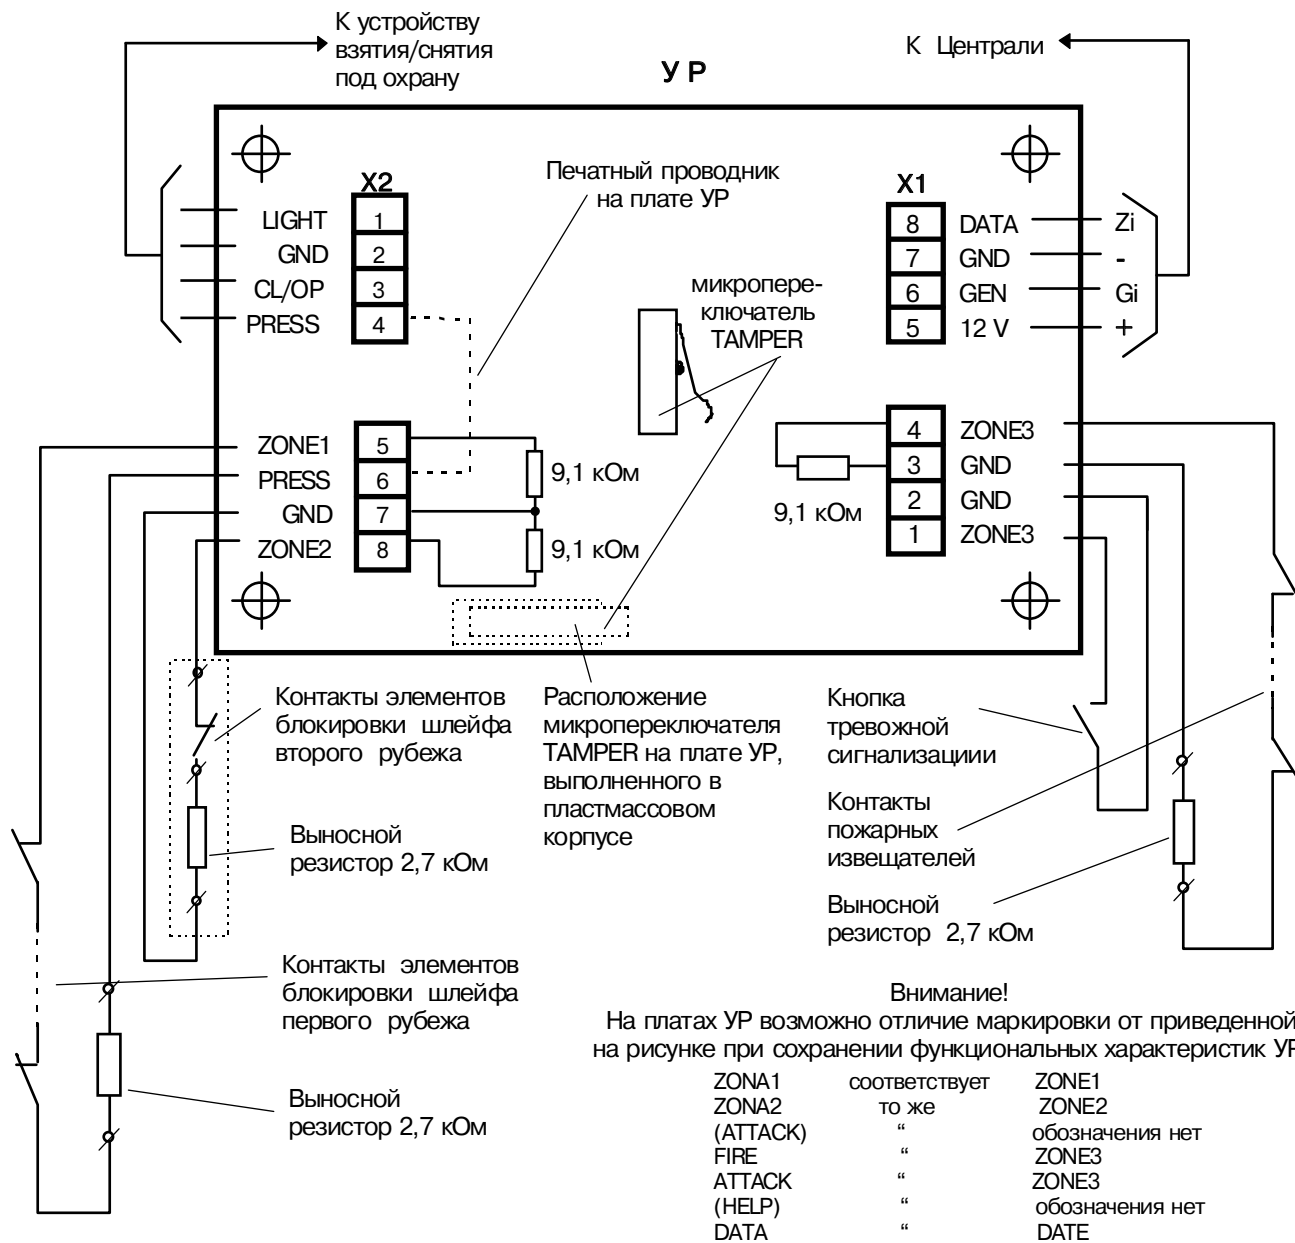 К устройству
взятия/снятия
под охрану
К Централи
У Р
Печатный проводник
на плате УР
X2
LIGHT 1
GND 2
CL/OP 3
PRESS 4
X1
8 DATA Zi
7 GND -
6 GEN Gi
5 12 V +
микропере-
ключатель
TAMPER
ZONE1 5
PRESS 6
GND 7
ZONE2 8
9,1 кОм
9,1 кОм
4 ZONE3
3 GND
2 GND
1 ZONE3
9,1 кОм
Контакты элементов
блокировки шлейфа
второго рубежа
Расположение
микропереключателя
TAMPER на плате УР,
выполненного в
пластмассовом
корпусе
Кнопка
тревожной
сигнализациии
Контакты
пожарных
извещателей
Выносной
резистор 2,7 кОм
Выносной
резистор 2,7 кОм
Контакты элементов
блокировки шлейфа
первого рубежа
Выносной
резистор 2,7 кОм
Внимание!
На платах УР возможно отличие маркировки от приведенной
на рисунке при сохранении функциональных характеристик УР
ZONA1 соответствует ZONE1
ZONA2 то же ZONE2
(ATTACK) “ обозначения нет
FIRE “ ZONE3
ATTACK “ ZONE3
(HELP) “ обозначения нет
DATA “ DATE